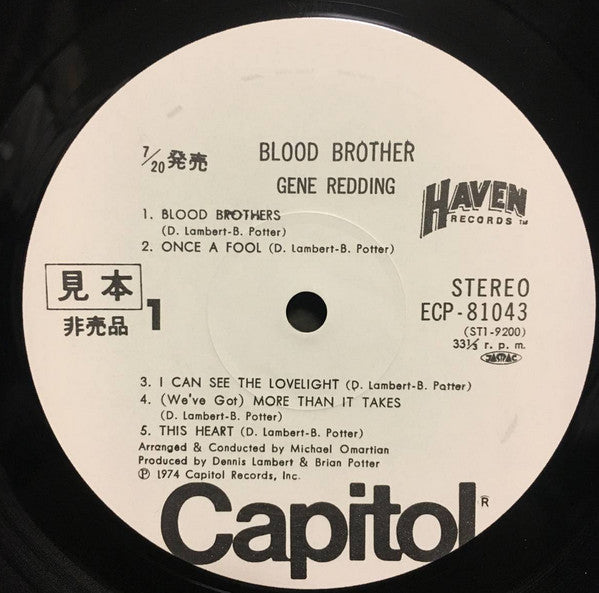 7/20発売
BLOOD BROTHER
GENE REDDING
HAVEN
RECORDS TM
1. BLOOD BROTHERS
(D. Lambert-B. Potter)
2. ONCE A FOOL (D. Lambert-B. Potter)
見本
非売品
1
STEREO
ECP-81043
(ST1-9200)
33⅓ r. p. m.
JASRAC
3. I CAN SEE THE LOVELIGHT (D. Lambert-B. Patter)
4. (We've Got) MORE THAN IT TAKES
(D. Lambert-B. Potter)
5. THIS HEART (D. Lambert-B. Potter)
Arranged & Conducted by Michael Omartian
Produced by Dennis Lambert & Brian Potter
Ⓟ 1974 Capitol Records, Inc.
Capitol®